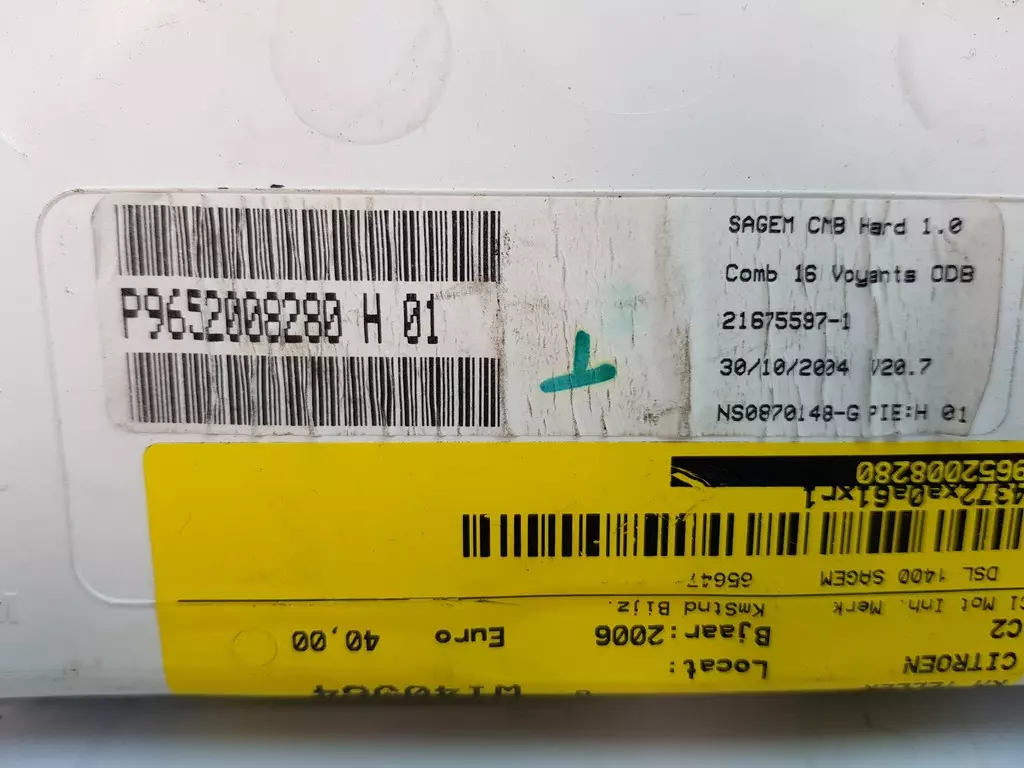 P9652008280 H 01
SAGEM CMB Hard 1.0
Comb 16 Voyants ODB
21675597-1
30/10/2004 V20.7
NS0870148-G PIE:H 01
CITROEN
Locat:
C2
Bjaar:2006 Euro 40,00
Mot Inh. Merk KmStnd Bijz.
DSL 1400 SAGEM 65647
4372xa0a61xr1
9652008280